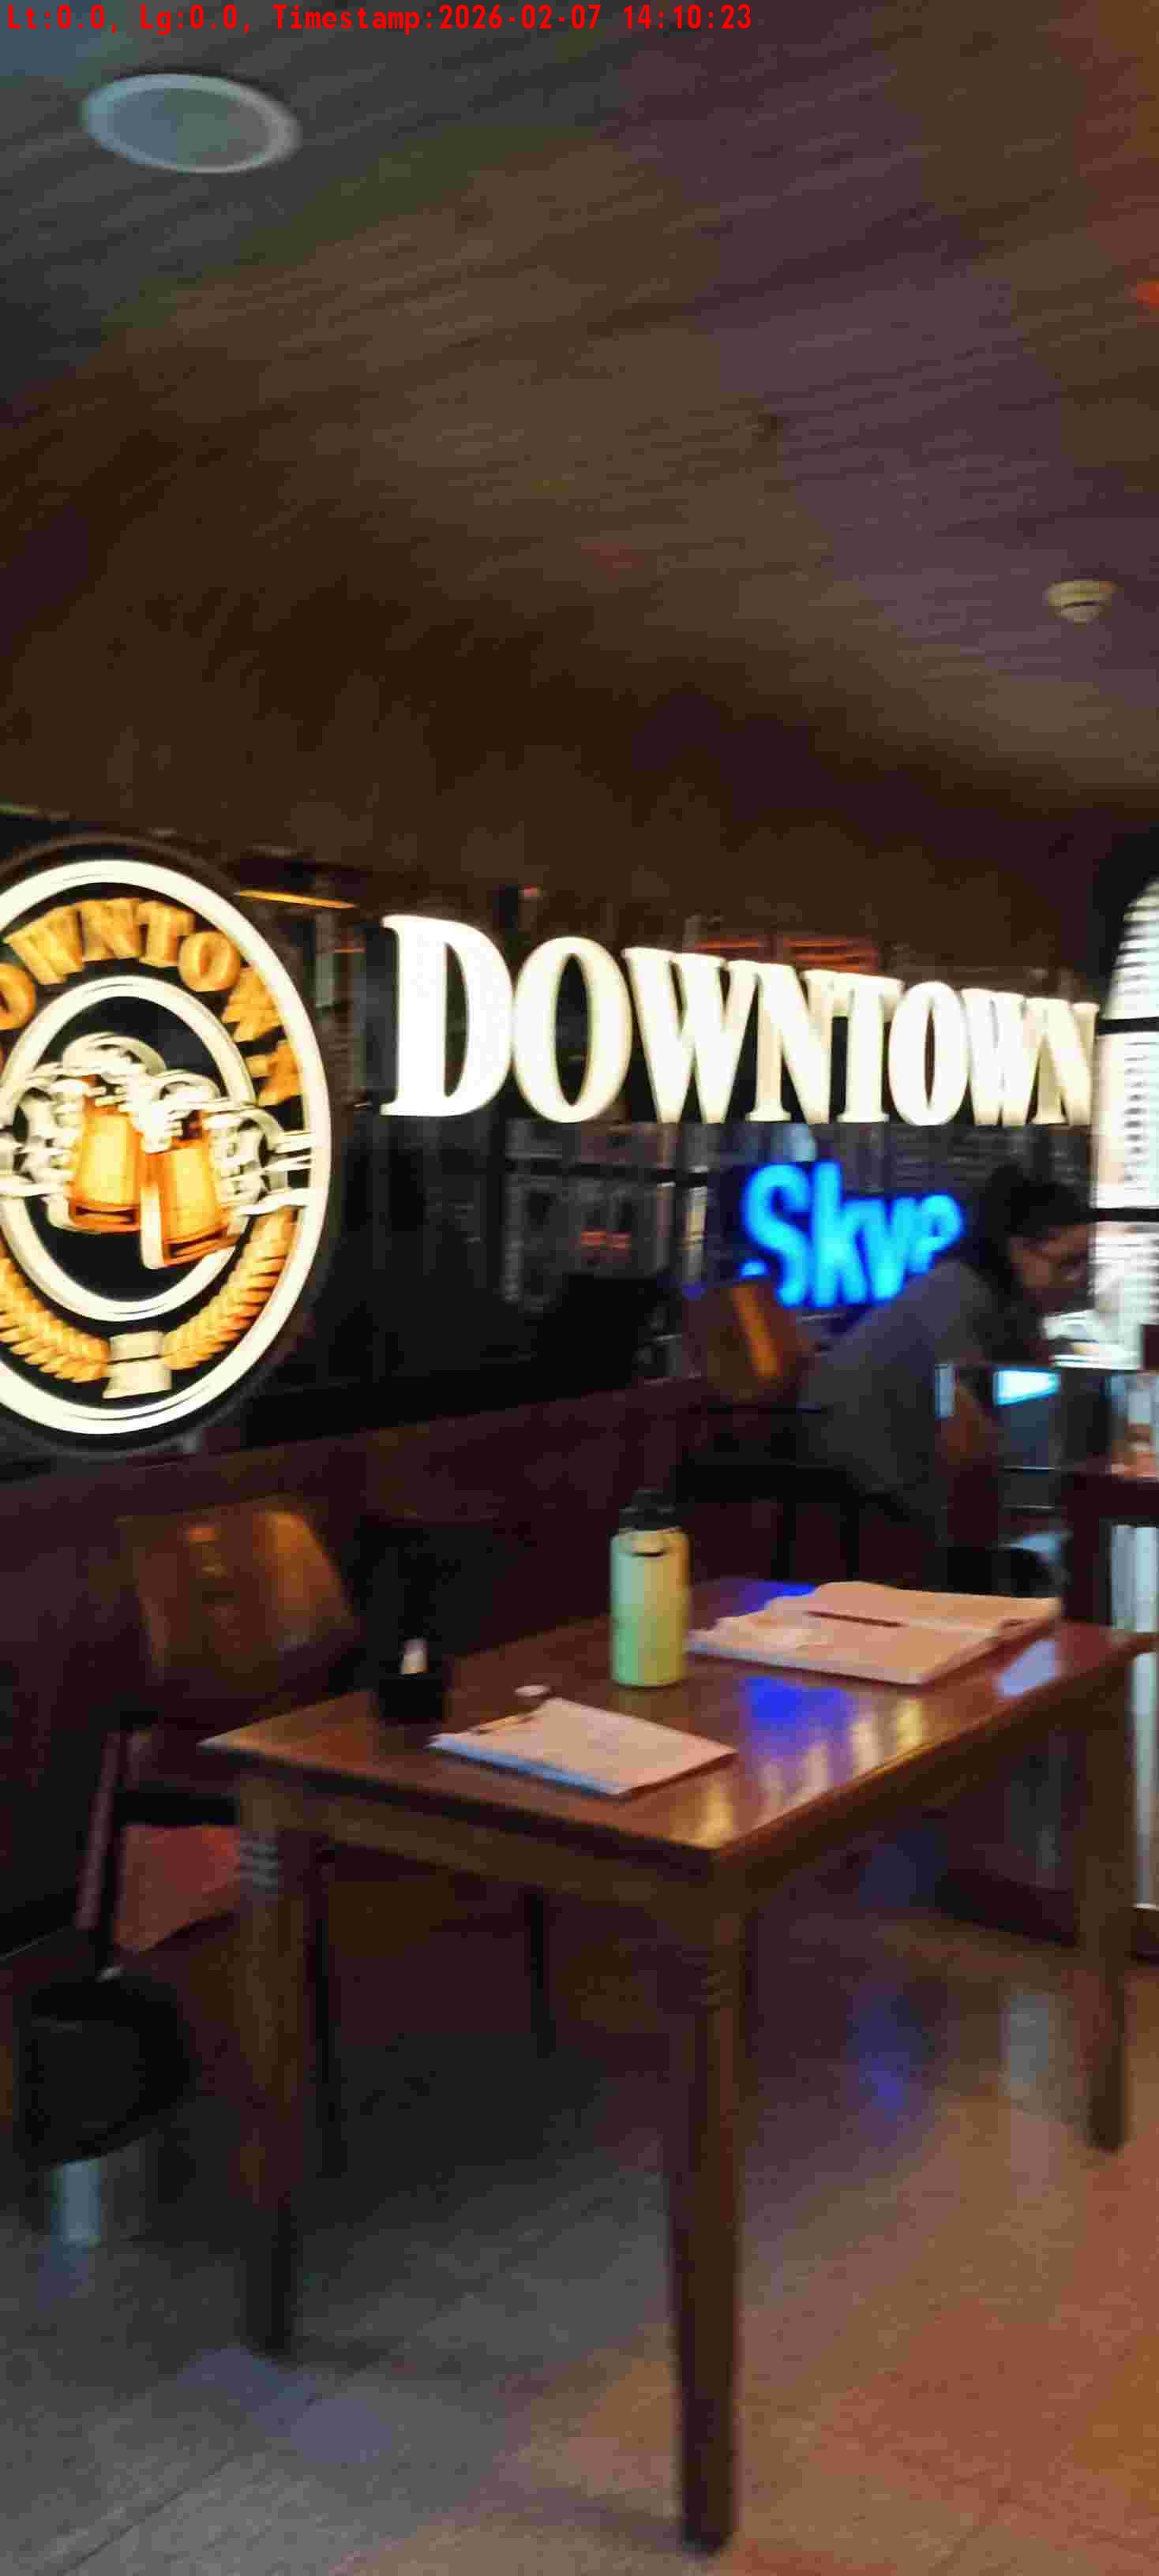 Lt:0.0, Lg:0.0, Timestamp:2026-02-07 14:10:23
DOWNTOWN
DOWNTOWN
Skye